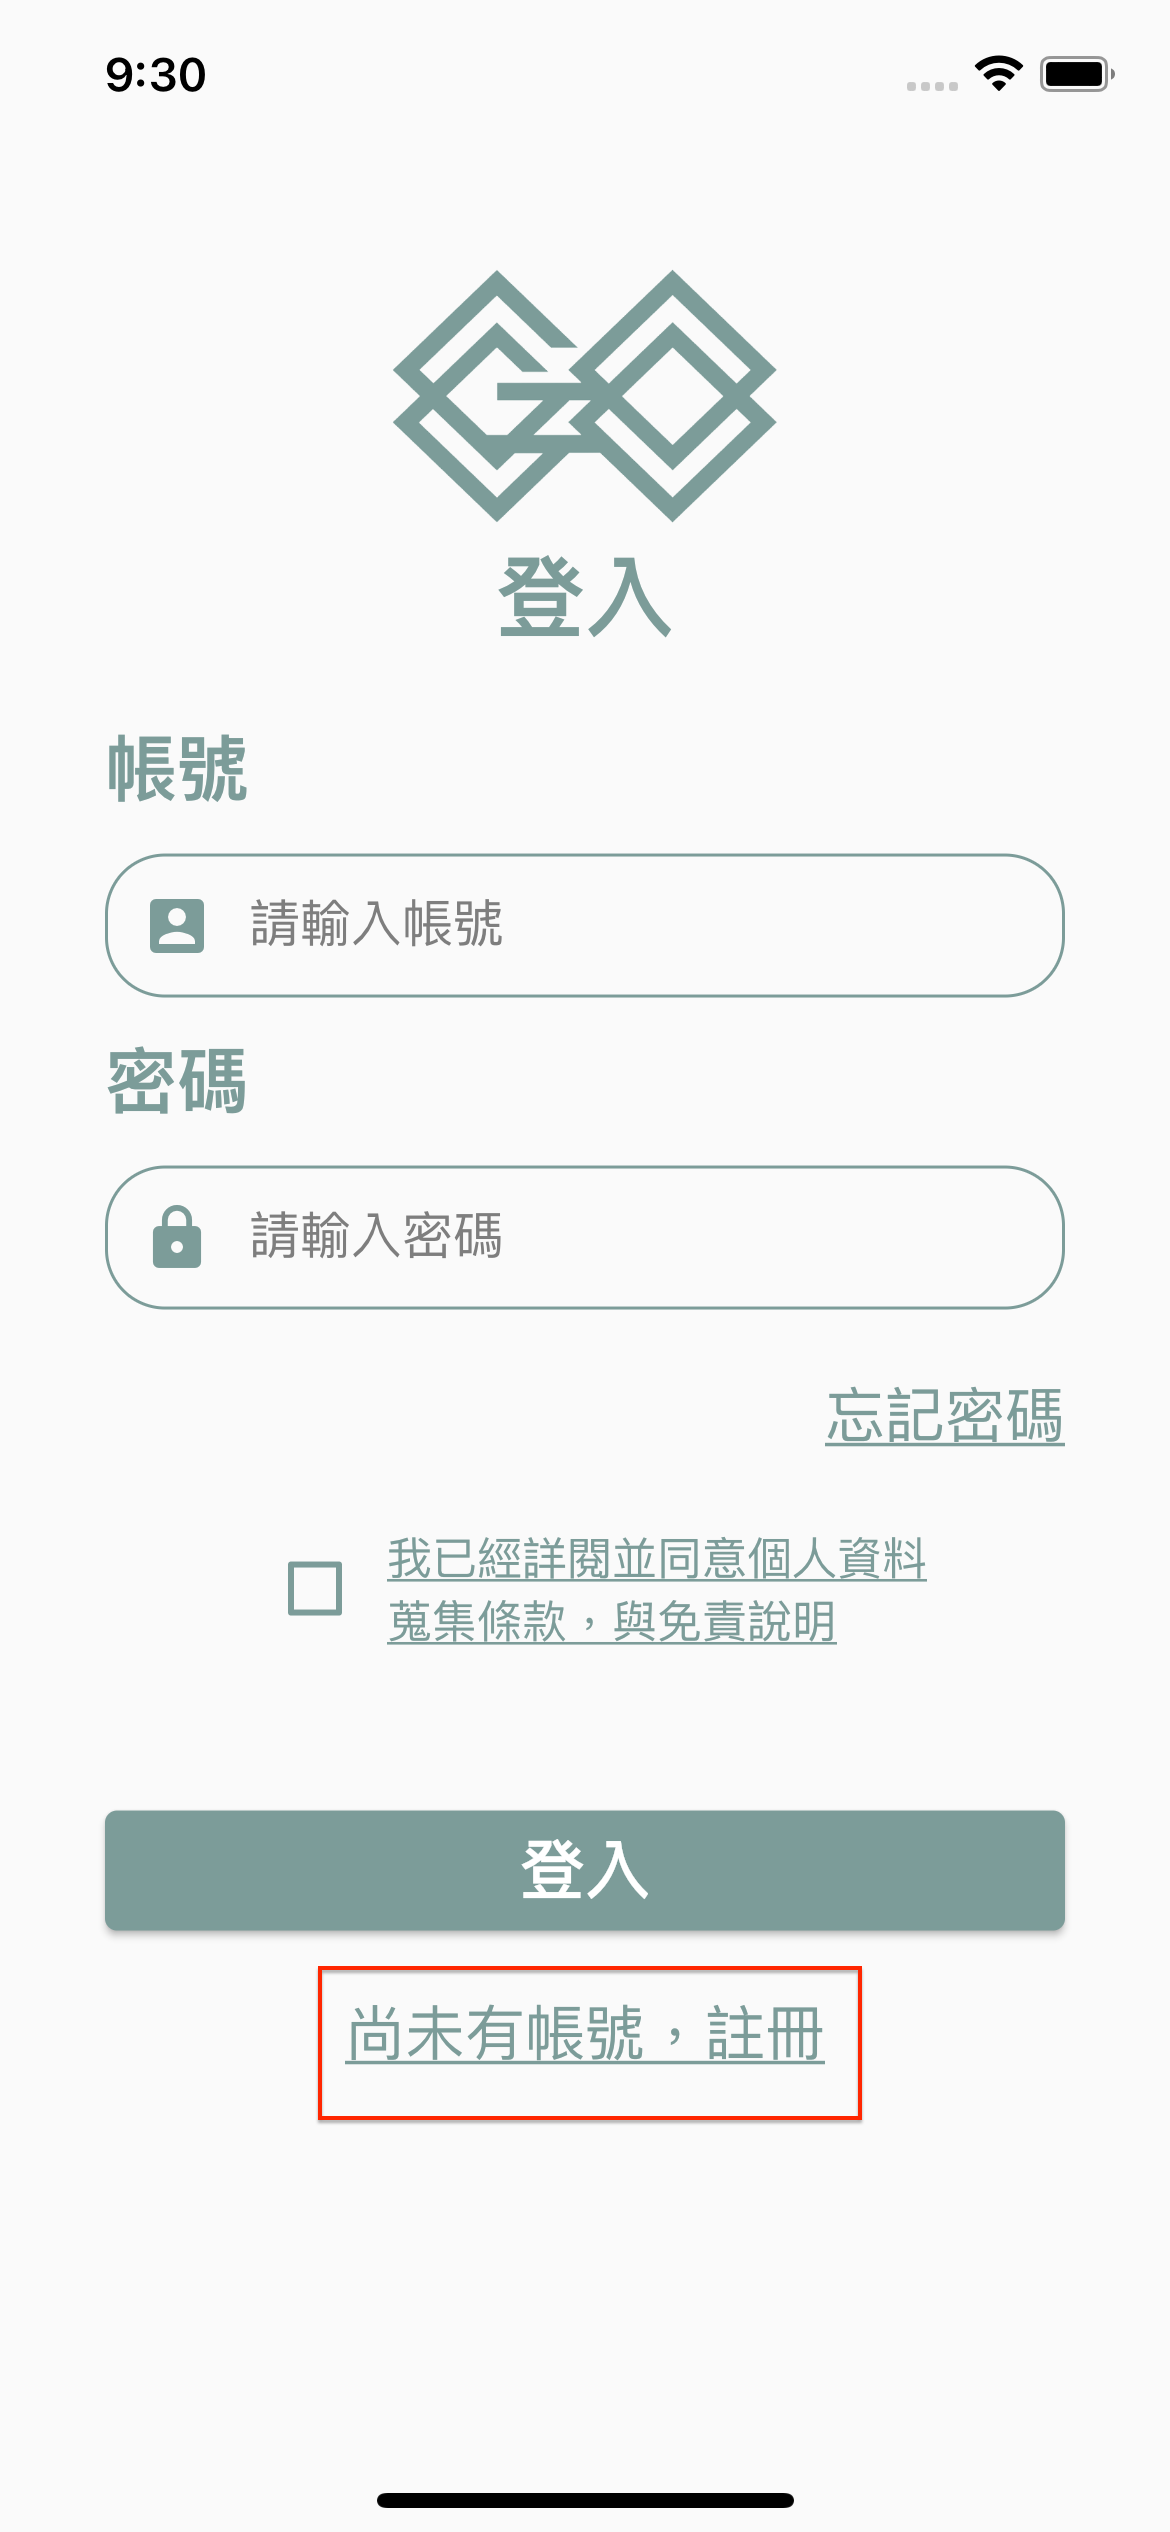 9:30
登入
帳號
請輸入帳號
密碼
請輸入密碼
忘記密碼
我已經詳閱並同意個人資料
蒐集條款，與免責說明
登入
尚未有帳號，註冊